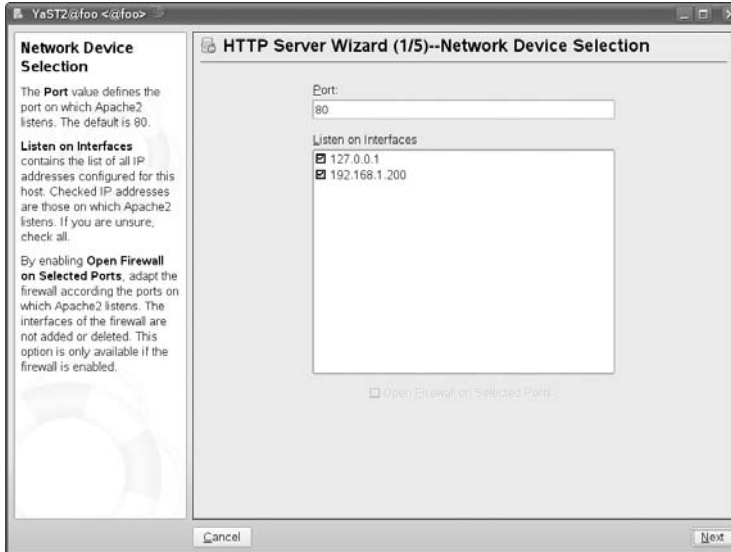 YaST2@foo <@foo>
Network Device
Selection
The Port value defines the
port on which Apache2
listens. The default is 80.
Listen on Interfaces
contains the list of all IP
addresses configured for this
host. Checked IP addresses
are those on which Apache2
listens. If you are unsure,
check all.
By enabling Open Firewall
on Selected Ports, adapt the
firewall according the ports on
which Apache2 listens. The
interfaces of the firewall are
not added or deleted. This
option is only available if the
firewall is enabled.
HTTP Server Wizard (1/5)--Network Device Selection
Port:
80
Listen on Interfaces
127.0.0.1
192.168.1.200
Open Firewall on Selected Ports
Cancel
Next